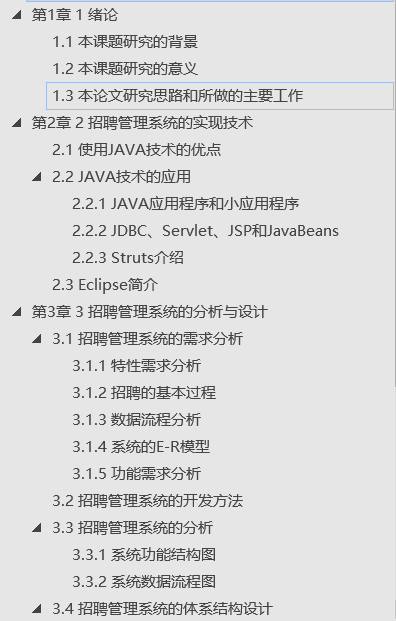 第1章 1 绪论
1.1 本课题研究的背景
1.2 本课题研究的意义
1.3 本论文研究思路和所做的主要工作
第2章 2 招聘管理系统的实现技术
2.1 使用JAVA技术的优点
2.2 JAVA技术的应用
2.2.1 JAVA应用程序和小应用程序
2.2.2 JDBC、Servlet、JSP和JavaBeans
2.2.3 Struts介绍
2.3 Eclipse简介
第3章 3 招聘管理系统的分析与设计
3.1 招聘管理系统的需求分析
3.1.1 特性需求分析
3.1.2 招聘的基本过程
3.1.3 数据流程分析
3.1.4 系统的E-R模型
3.1.5 功能需求分析
3.2 招聘管理系统的开发方法
3.3 招聘管理系统的分析
3.3.1 系统功能结构图
3.3.2 系统数据流程图
3.4 招聘管理系统的体系结构设计